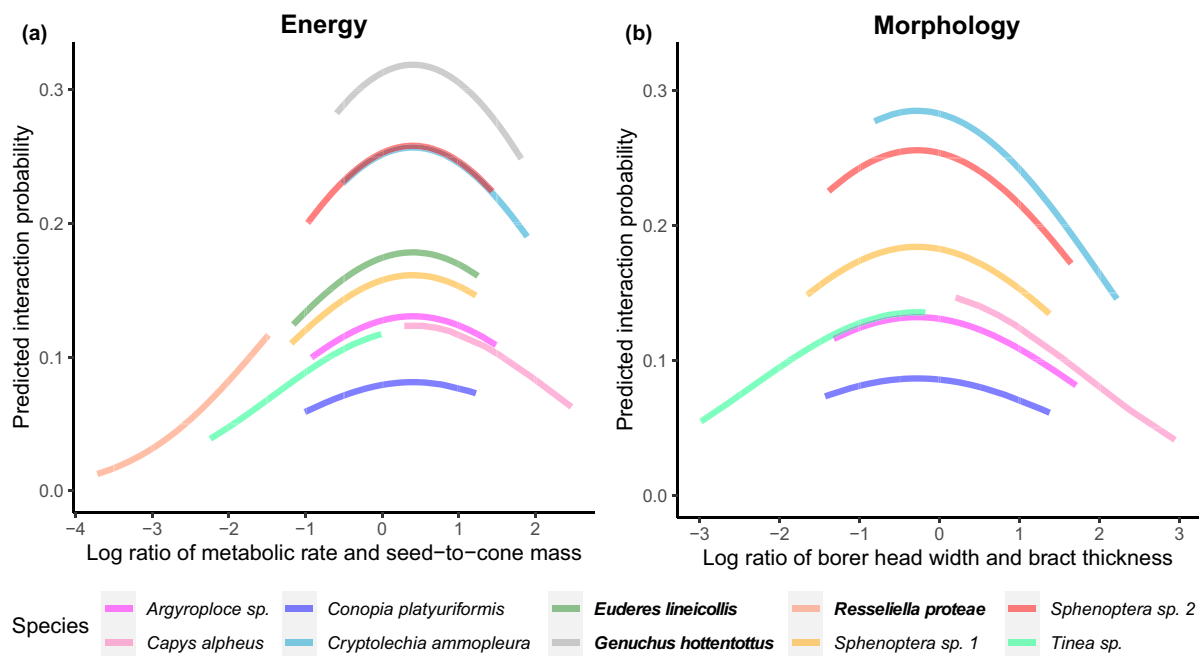 (a) Energy
Predicted interaction probability
0.3
0.2
0.1
0.0
−4 −3 −2 −1 0 1 2
Log ratio of metabolic rate and seed-to-cone mass
(b) Morphology
Predicted interaction probability
0.3
0.2
0.1
0.0
−3 −2 −1 0 1 2 3
Log ratio of borer head width and bract thickness
Species
Argyroploce sp. Conopia platyuriformis Euderes lineicollis Resseliella proteae Sphenoptera sp. 2
Capys alpheus Cryptolechia ammopleura Genuchus hottentottus Sphenoptera sp. 1 Tinea sp.